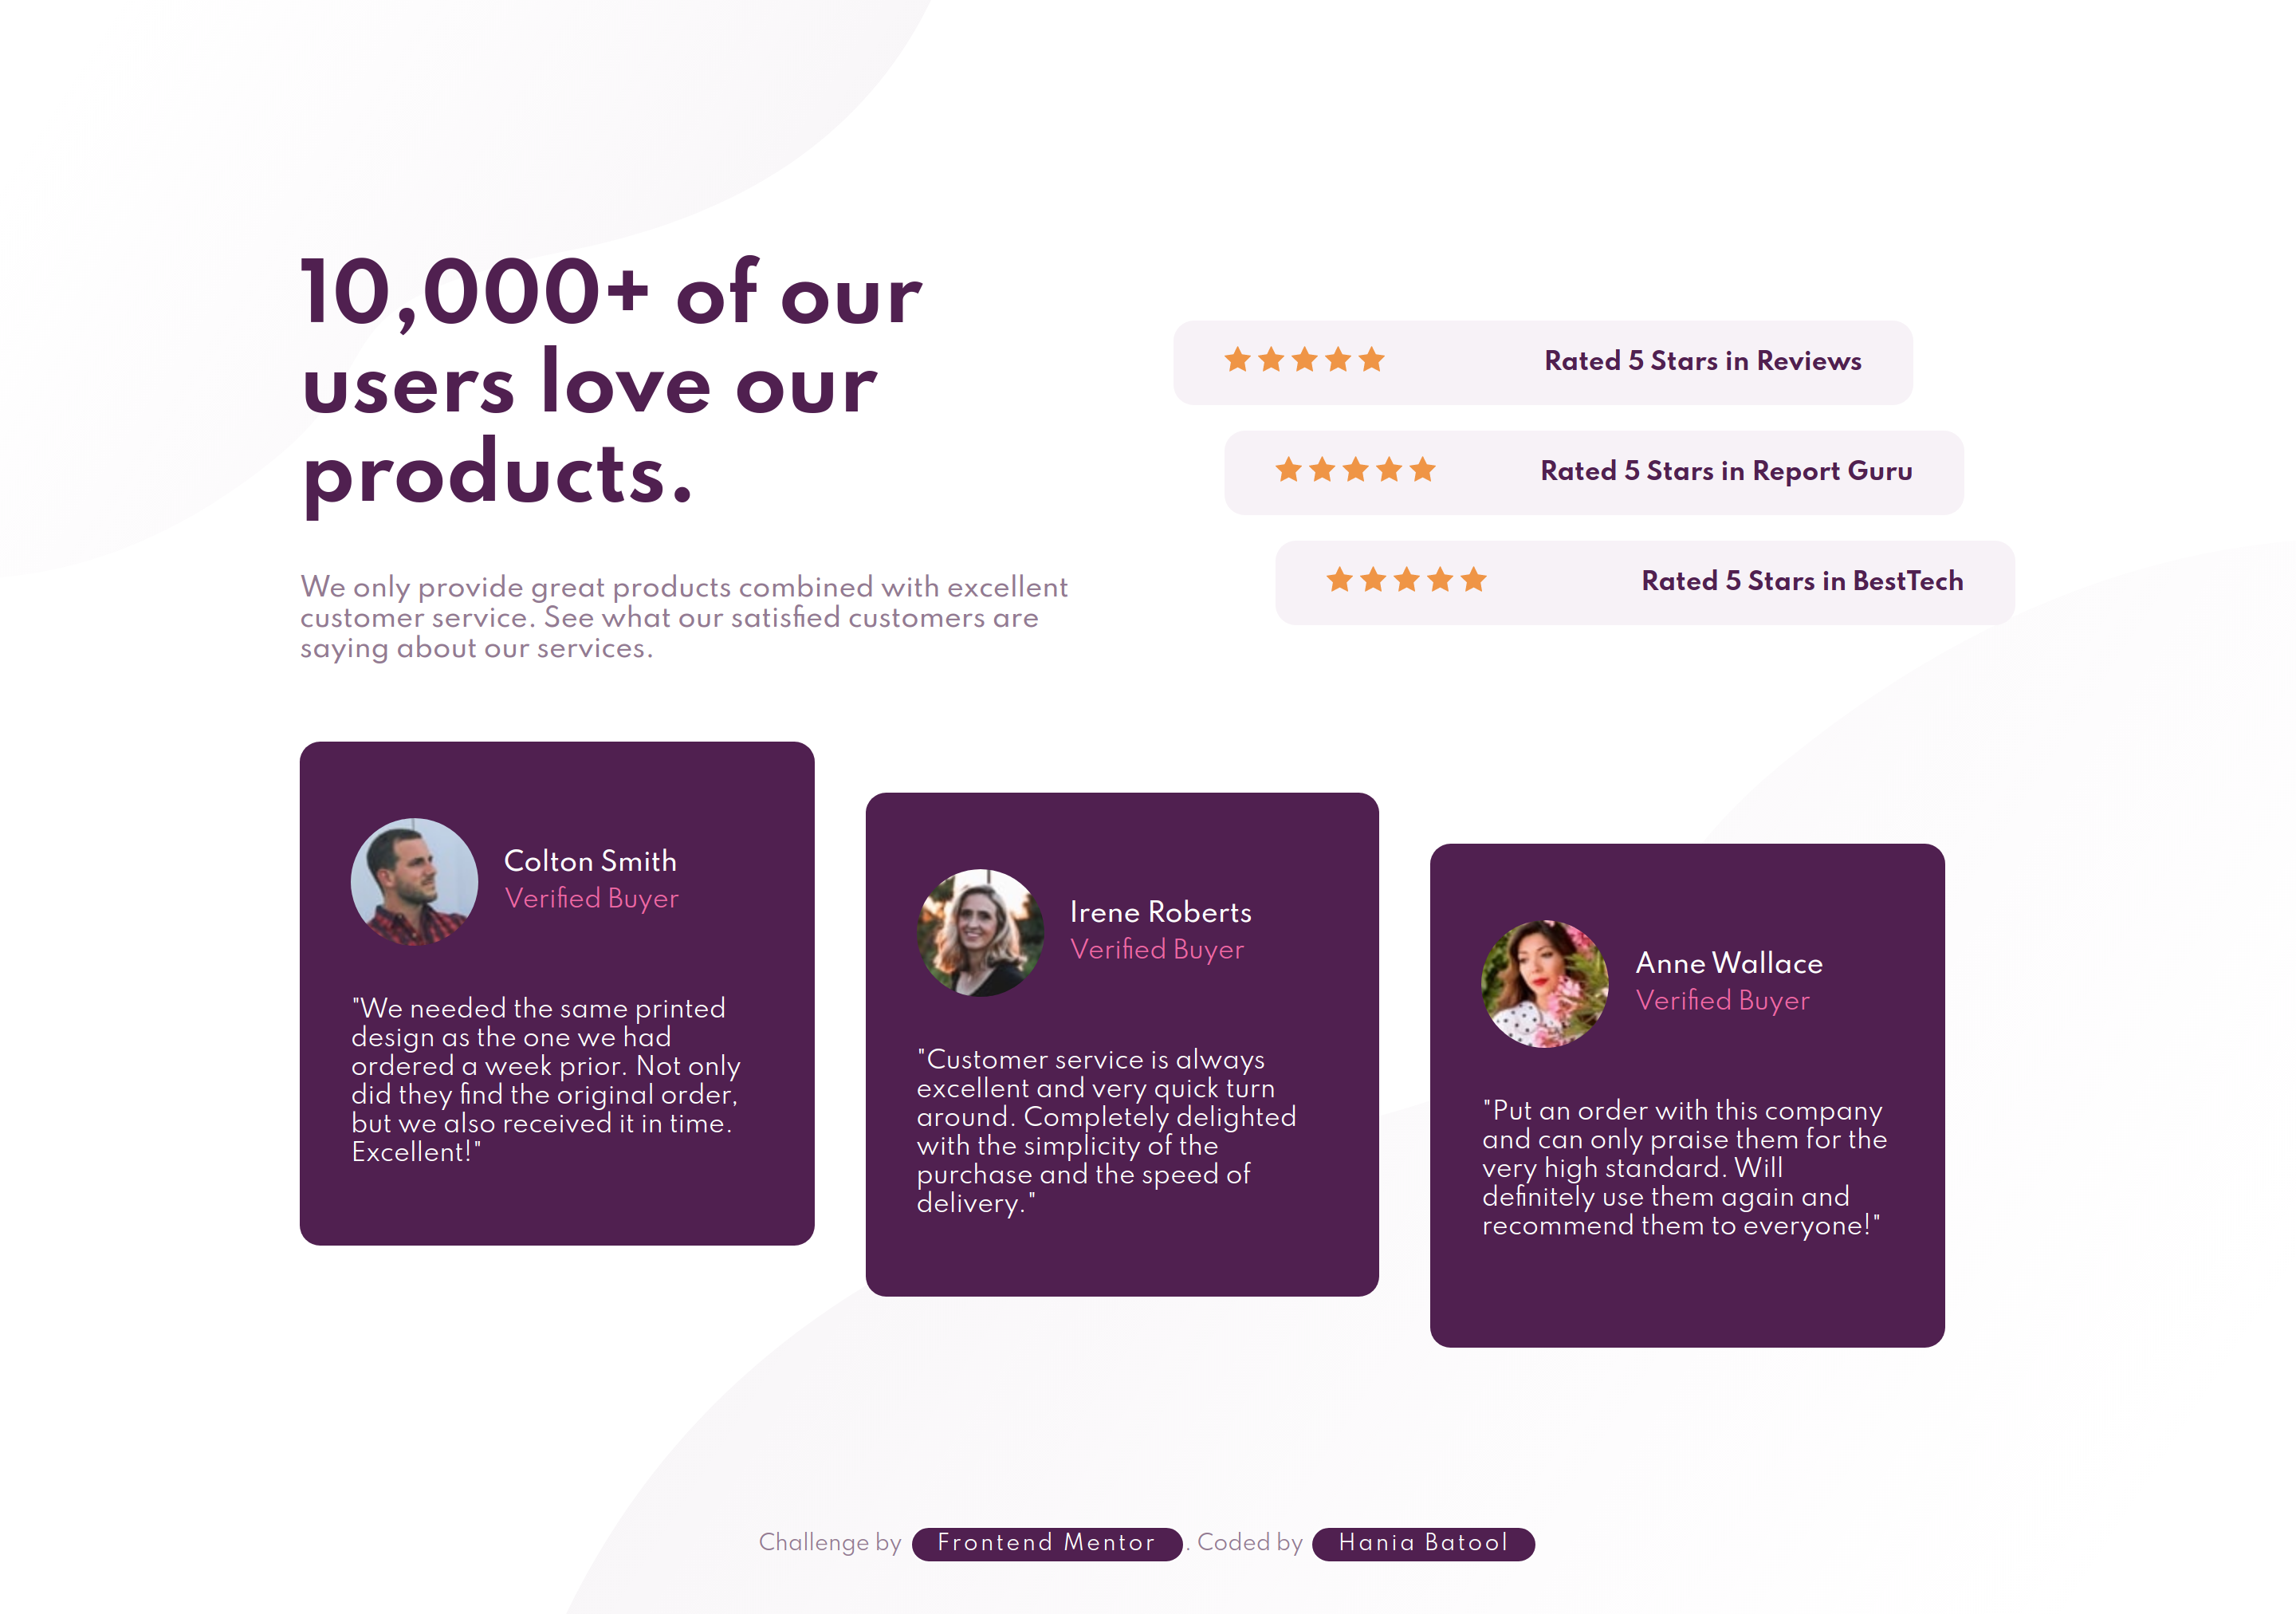 10,000+ of our
users love our
products.
We only provide great products combined with excellent
customer service. See what our satisfied customers are
saying about our services.
Rated 5 Stars in Reviews
Rated 5 Stars in Report Guru
Rated 5 Stars in BestTech
Colton Smith
Verified Buyer
"We needed the same printed
design as the one we had
ordered a week prior. Not only
did they find the original order,
but we also received it in time.
Excellent!"
Irene Roberts
Verified Buyer
"Customer service is always
excellent and very quick turn
around. Completely delighted
with the simplicity of the
purchase and the speed of
delivery."
Anne Wallace
Verified Buyer
"Put an order with this company
and can only praise them for the
very high standard. Will
definitely use them again and
recommend them to everyone!"
Challenge by Frontend Mentor. Coded by Hania Batool